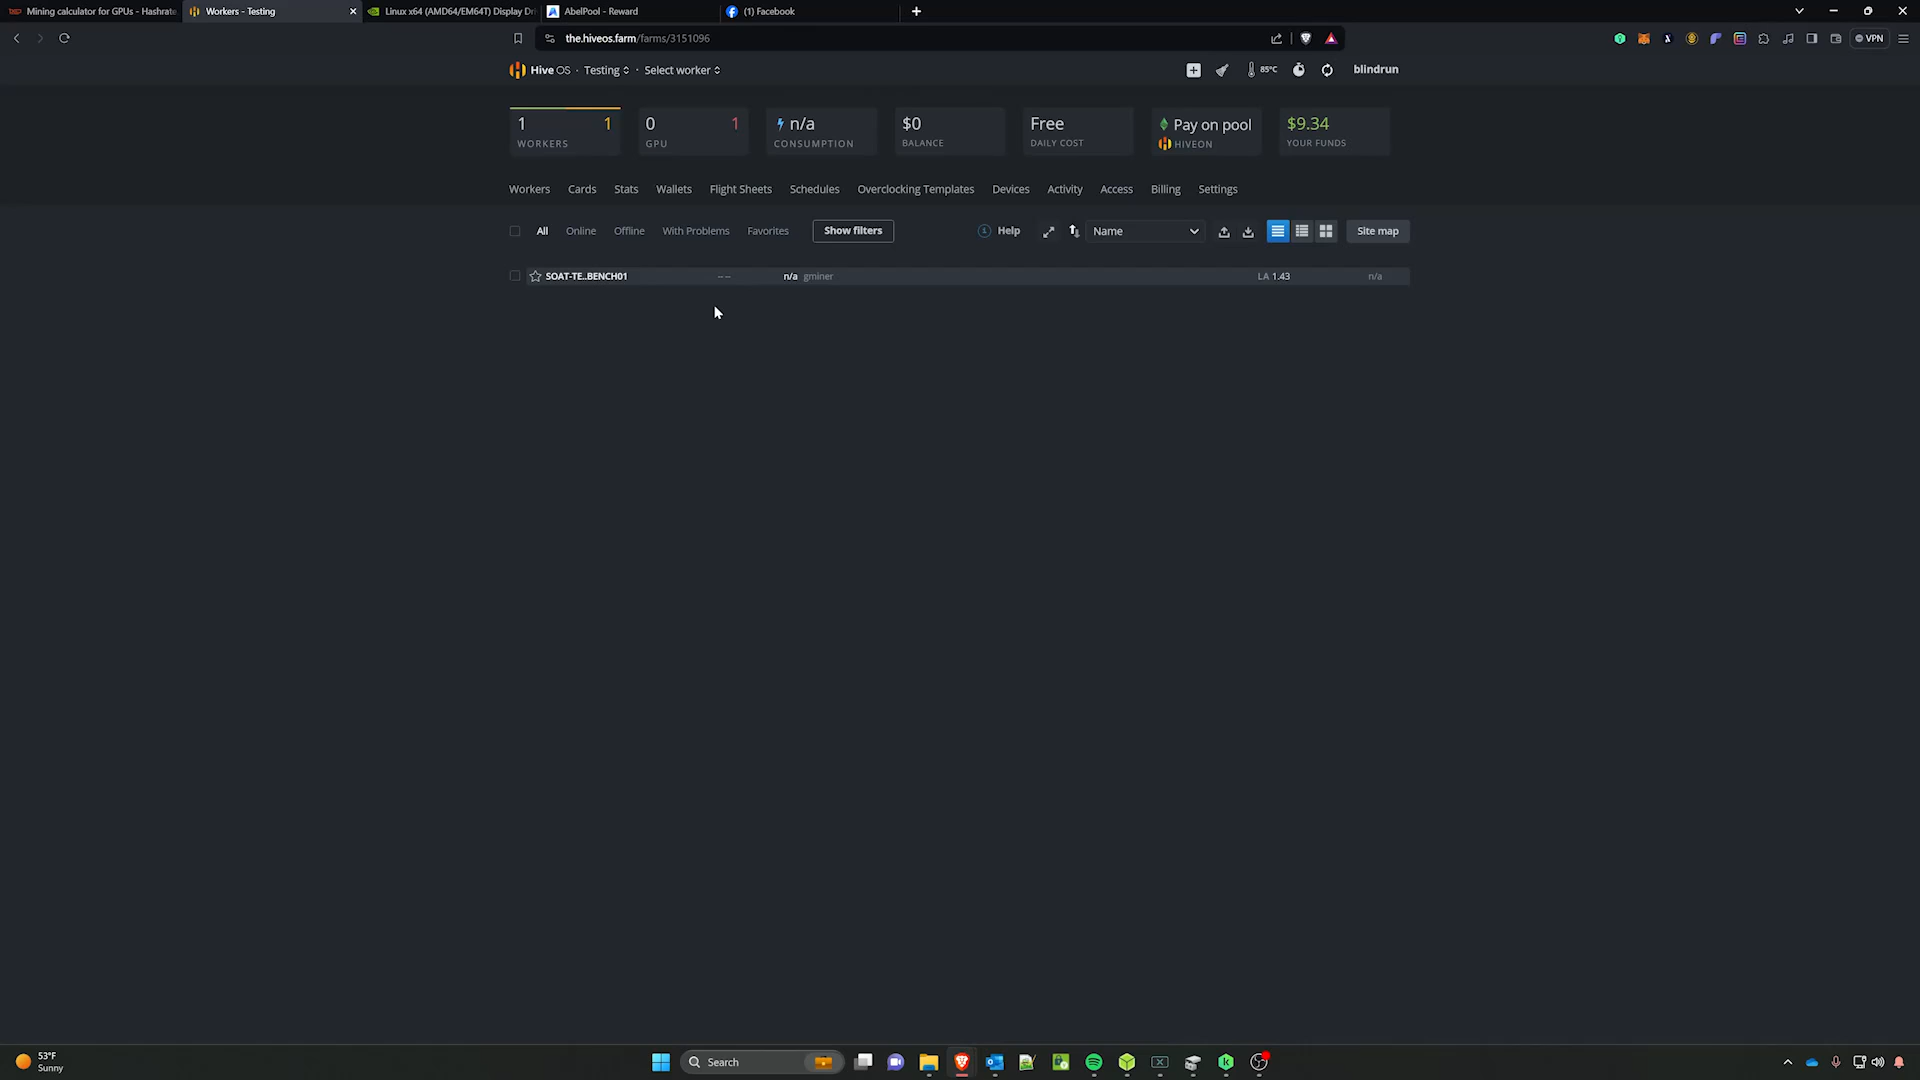 Mining calculator for GPUs - Hashrate
Workers - Testing
Linux x64 (AMD64/EM64T) Display Dri
AbelPool - Reward
(1) Facebook
the.hiveos.farm/farms/3151096
VPN
Hive OS · Testing · Select worker
85°C
blindrun
1 1
WORKERS
0 1
GPU
n/a
CONSUMPTION
$0
BALANCE
Free
DAILY COST
Pay on pool
HIVEON
$9.34
YOUR FUNDS
Workers Cards Stats Wallets Flight Sheets Schedules Overclocking Templates Devices Activity Access Billing Settings
All Online Offline With Problems Favorites Show filters Help Name Site map
SOAT-TE..BENCH01 -- -- n/a gminer LA 1.43 n/a
53°F
Sunny
Search